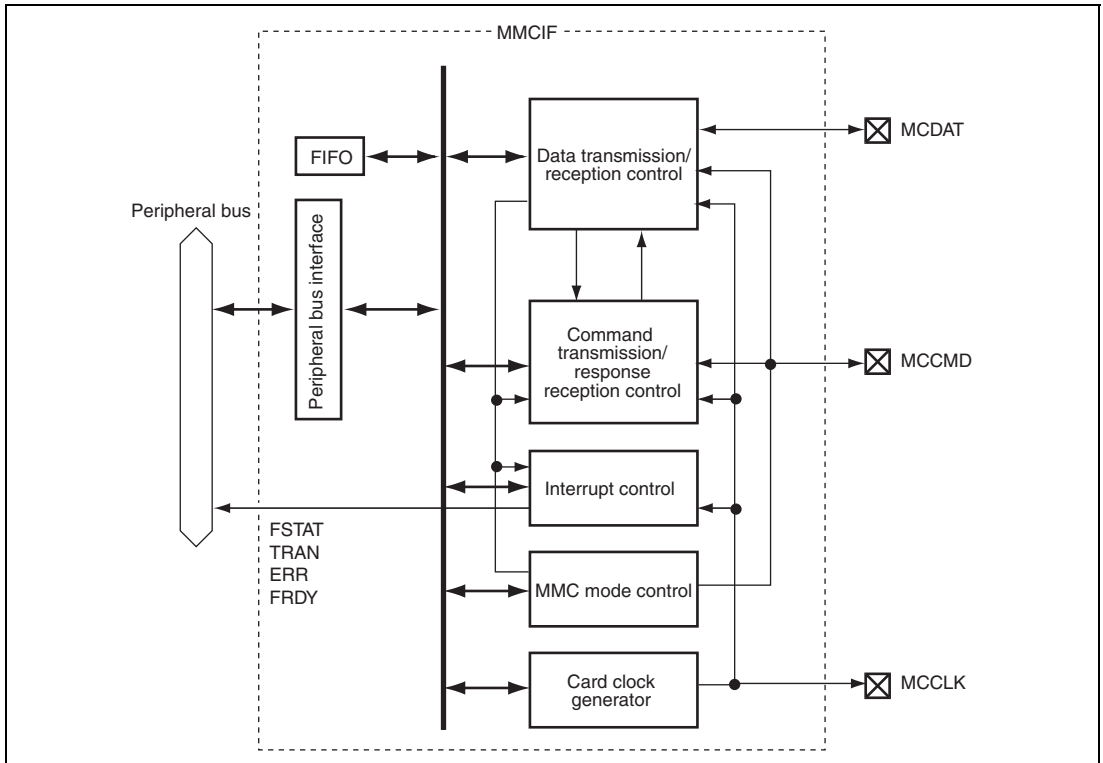 MMCIF
MCDAT
FIFO
Data transmission/
reception control
Peripheral bus
Peripheral bus interface
Command
transmission/
response
reception control
MCCMD
Interrupt control
FSTAT
TRAN
ERR
FRDY
MMC mode control
Card clock
generator
MCCLK